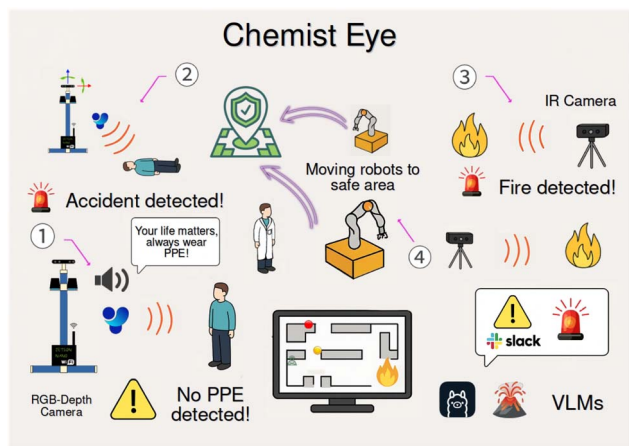 Chemist Eye
2
3
IR Camera
Moving robots to
safe area
Accident detected!
Fire detected!
1
Your life matters,
always wear
PPE!
4
slack
RGB-Depth
Camera
No PPE
detected!
VLMs